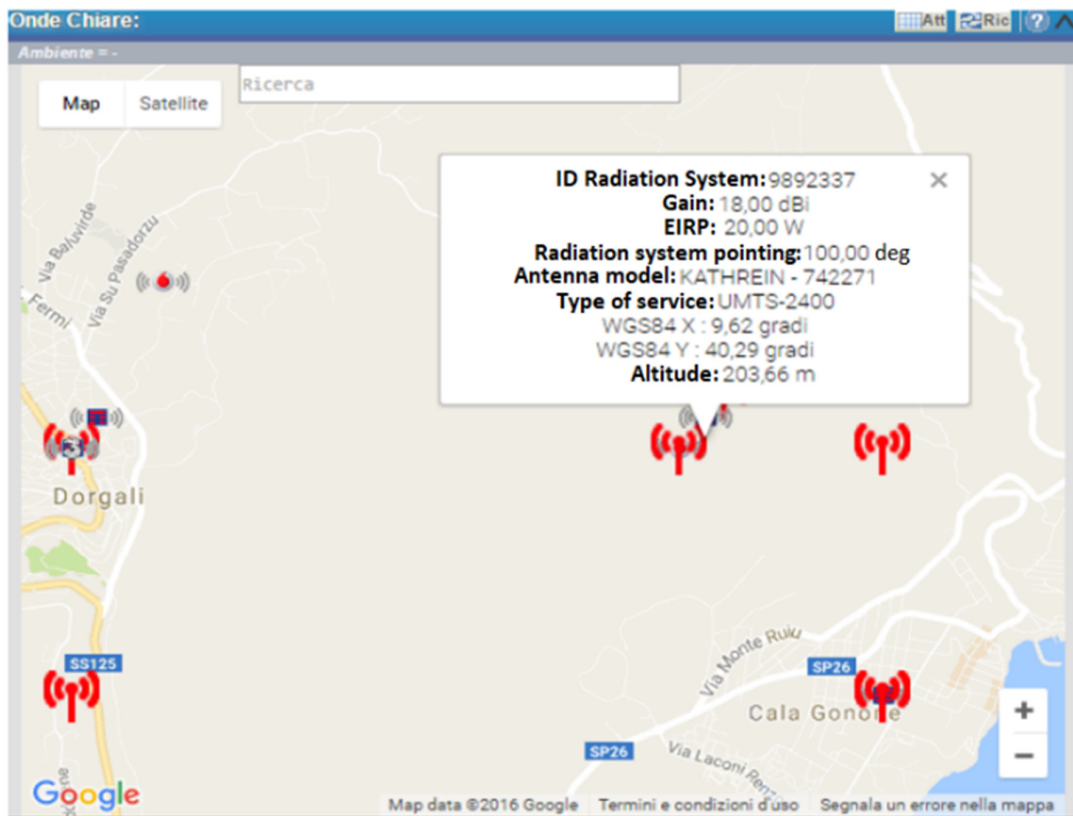 Onde Chiare:
Att
Ric
?
Ambiente = -
Map
Satellite
Ricerca
ID Radiation System: 9892337
Gain: 18,00 dBi
EIRP: 20,00 W
Radiation system pointing: 100,00 deg
Antenna model: KATHREIN - 742271
Type of service: UMTS-2400
WGS84 X : 9,62 gradi
WGS84 Y : 40,29 gradi
Altitude: 203,66 m
Via Su Pasadorzu
Fermi
3
Dorgali
SS125
Via Monte Ruiu
SP26
Cala Gonone
SP26
Via Laconi
Google
Map data ©2016 Google
Termini e condizioni d'uso
Segnala un errore nella mappa